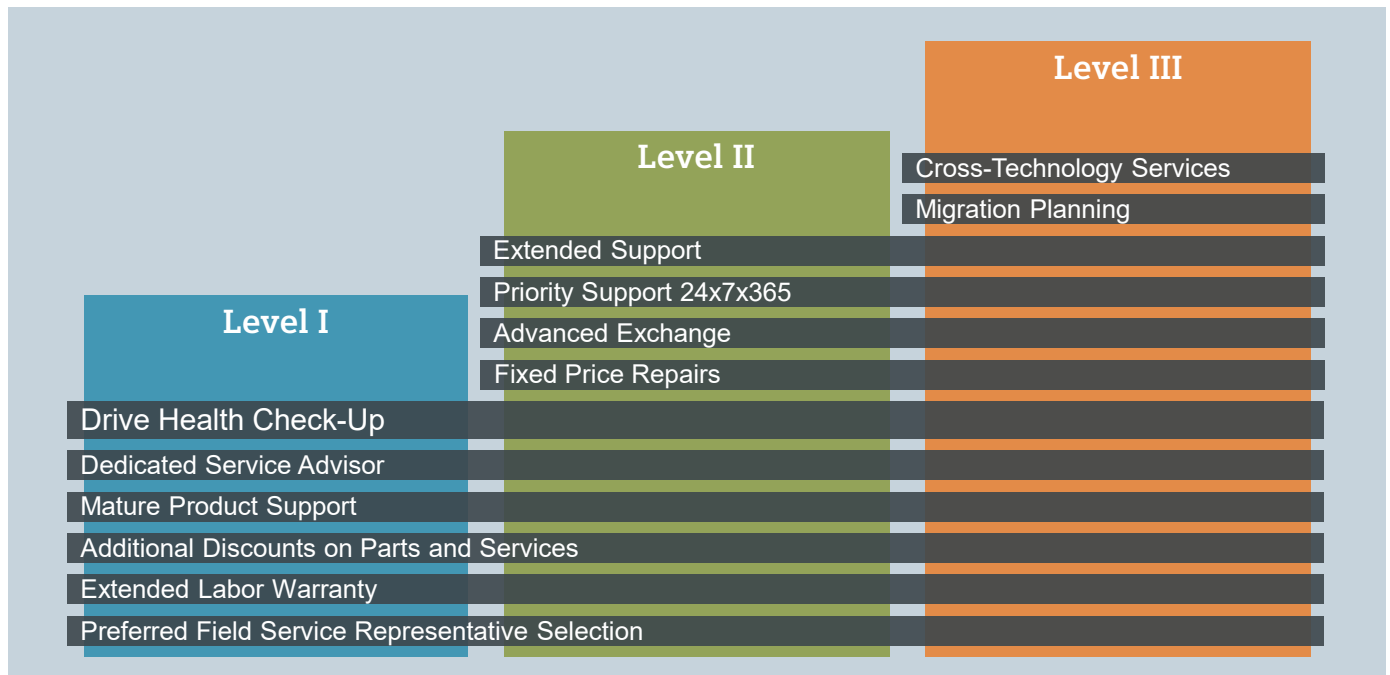 Level III
Level II
Cross-Technology Services
Migration Planning
Extended Support
Priority Support 24x7x365
Level I
Advanced Exchange
Fixed Price Repairs
Drive Health Check-Up
Dedicated Service Advisor
Mature Product Support
Additional Discounts on Parts and Services
Extended Labor Warranty
Preferred Field Service Representative Selection